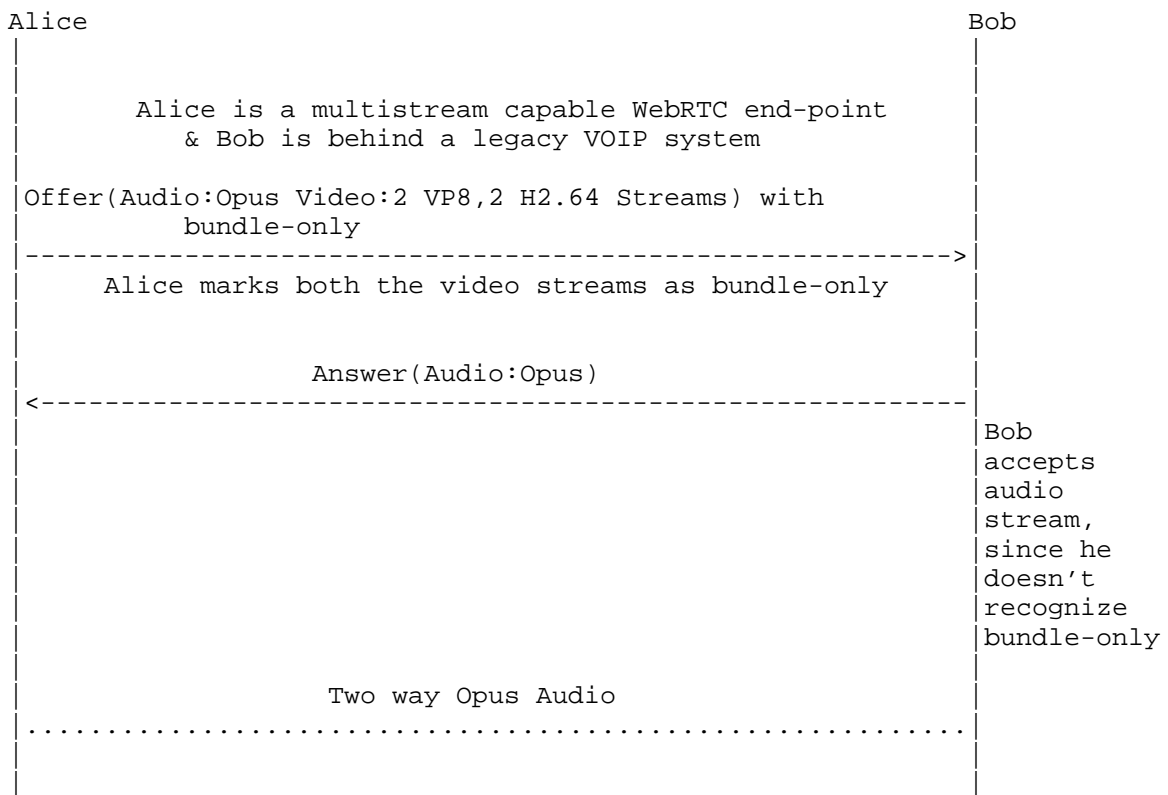 Alice Bob
Alice is a multistream capable WebRTC end-point
& Bob is behind a legacy VOIP system
Offer(Audio:Opus Video:2 VP8,2 H2.64 Streams) with
bundle-only
Alice marks both the video streams as bundle-only
Answer(Audio:Opus)
Bob
accepts
audio
stream,
since he
doesn't
recognize
bundle-only
Two way Opus Audio